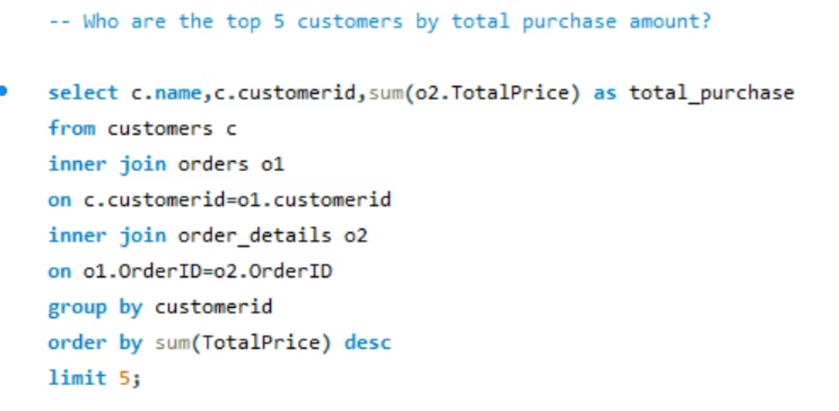 -- Who are the top 5 customers by total purchase amount?
select c.name,c.customerid,sum(o2.TotalPrice) as total_purchase
from customers c
inner join orders o1
on c.customerid=o1.customerid
inner join order_details o2
on o1.OrderID=o2.OrderID
group by customerid
order by sum(TotalPrice) desc
limit 5;